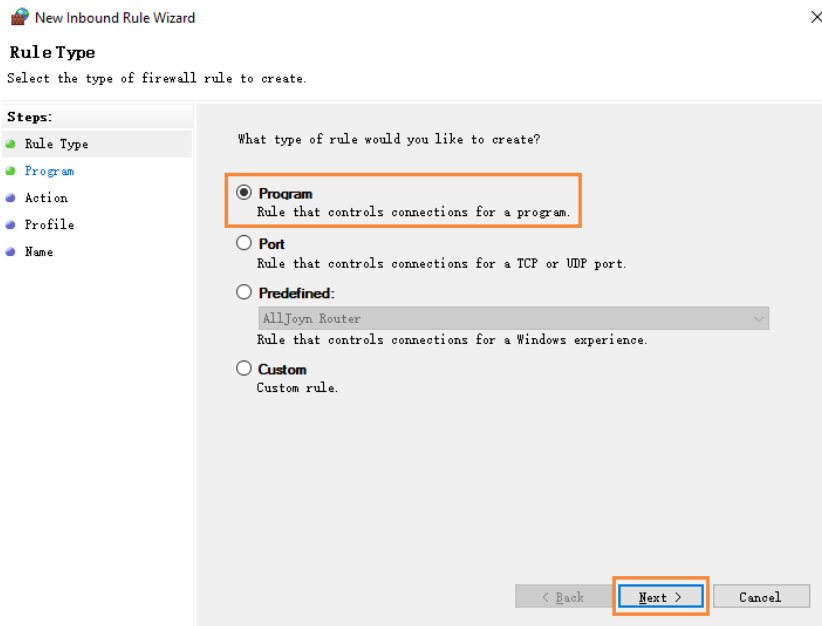 New Inbound Rule Wizard
Rule Type
Select the type of firewall rule to create.
Steps:
Rule Type
Program
Action
Profile
Name
What type of rule would you like to create?
Program
Rule that controls connections for a program.
Port
Rule that controls connections for a TCP or UDP port.
Predefined:
AllJoyn Router
Rule that controls connections for a Windows experience.
Custom
Custom rule.
< Back
Next >
Cancel